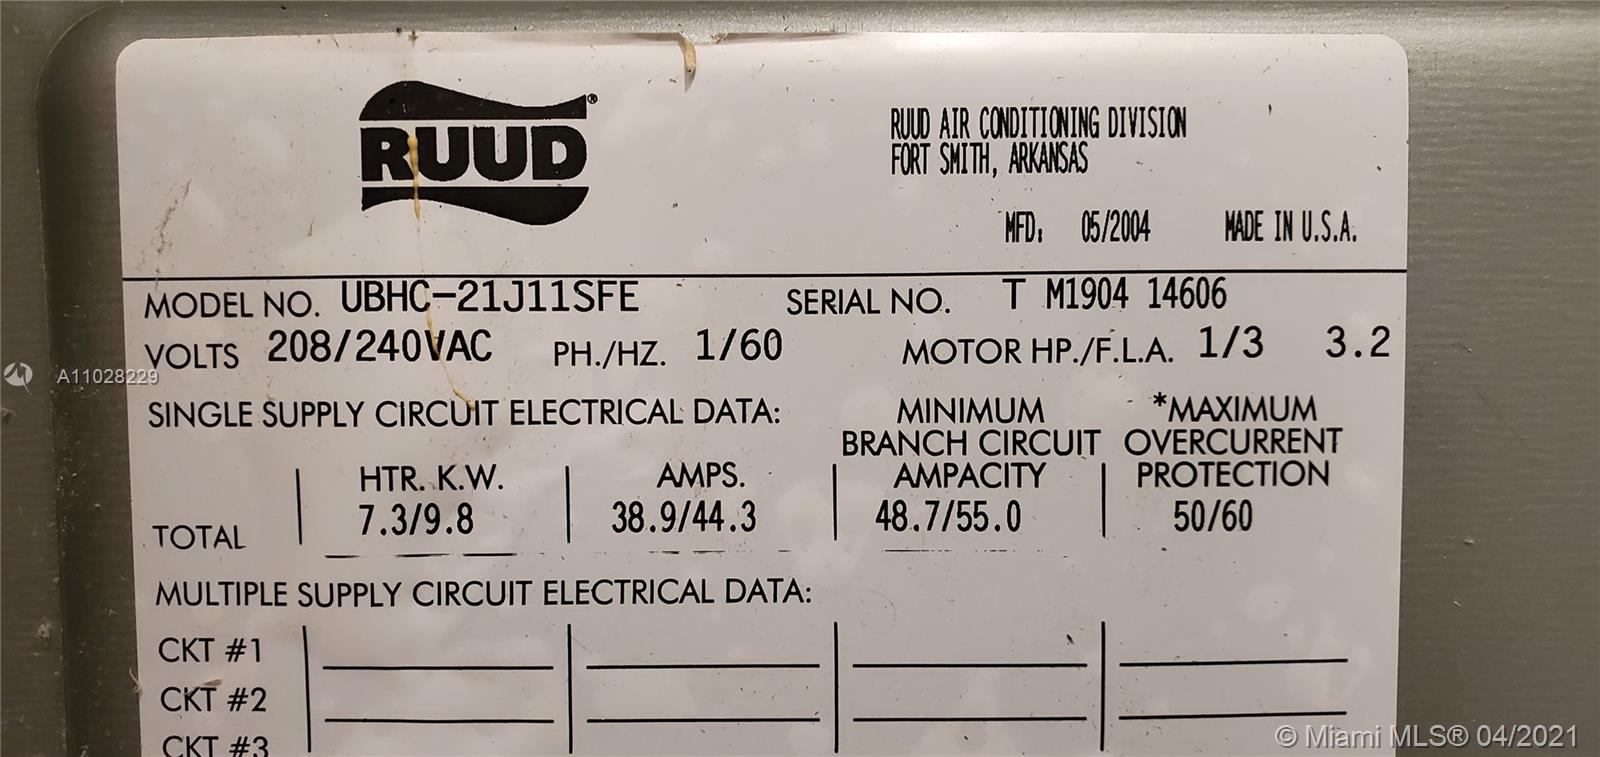 RUUD®
RUUD AIR CONDITIONING DIVISION
FORT SMITH, ARKANSAS
MFD: 05/2004 MADE IN U.S.A.
MODEL NO. UBHC-21J11SFE SERIAL NO. T M1904 14606
VOLTS 208/240VAC PH./HZ. 1/60 MOTOR HP./F.L.A. 1/3 3.2
A11028229
SINGLE SUPPLY CIRCUIT ELECTRICAL DATA: MINIMUM *MAXIMUM
BRANCH CIRCUIT OVERCURRENT
HTR. K.W. AMPS. AMPACITY PROTECTION
TOTAL 7.3/9.8 38.9/44.3 48.7/55.0 50/60
MULTIPLE SUPPLY CIRCUIT ELECTRICAL DATA:
CKT #1
CKT #2
CKT #3
© Miami MLS® 04/2021